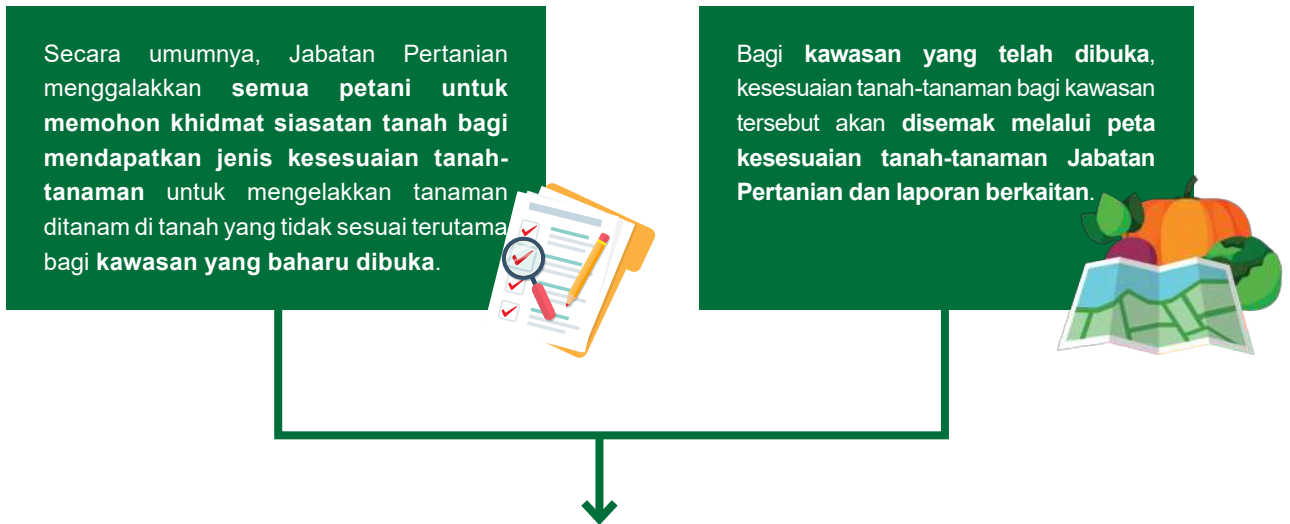 Secara umumnya, Jabatan Pertanian
menggalakkan semua petani untuk
memohon khidmat siasatan tanah bagi
mendapatkan jenis kesesuaian tanah-
tanaman untuk mengelakkan tanaman
ditanam di tanah yang tidak sesuai terutama
bagi kawasan yang baharu dibuka.
Bagi kawasan yang telah dibuka,
kesesuaian tanah-tanaman bagi kawasan
tersebut akan disemak melalui peta
kesesuaian tanah-tanaman Jabatan
Pertanian dan laporan berkaitan.